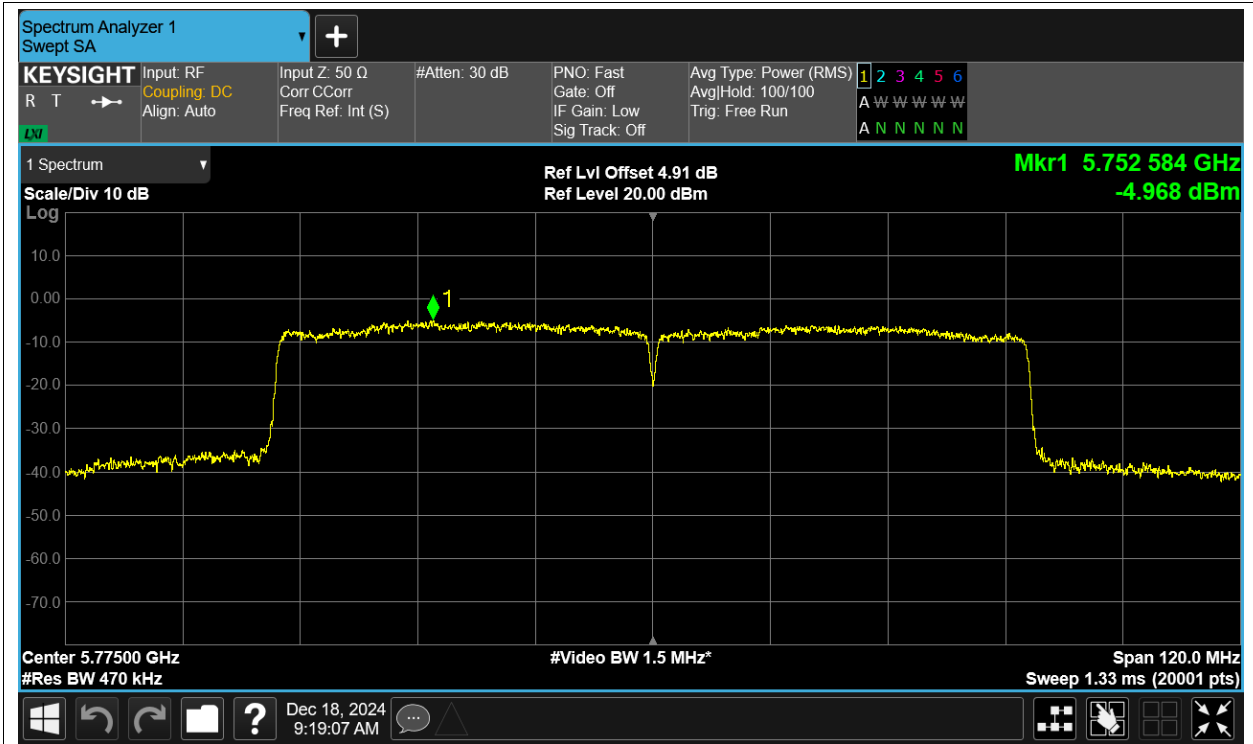 Spectrum Analyzer 1
Swept SA
KEYSIGHT
R T
LXI
Input: RF
Coupling: DC
Align: Auto
Input Z: 50 Ω
Corr CCorr
Freq Ref: Int (S)
#Atten: 30 dB
PNO: Fast
Gate: Off
IF Gain: Low
Sig Track: Off
Avg Type: Power (RMS)
Avg|Hold: 100/100
Trig: Free Run
1 2 3 4 5 6
A W W W W W
A N N N N N
1 Spectrum
Scale/Div 10 dB
Log
Ref Lvl Offset 4.91 dB
Ref Level 20.00 dBm
Mkr1 5.752 584 GHz
-4.968 dBm
1
10.0
0.00
-10.0
-20.0
-30.0
-40.0
-50.0
-60.0
-70.0
Center 5.77500 GHz
#Res BW 470 kHz
#Video BW 1.5 MHz*
Span 120.0 MHz
Sweep 1.33 ms (20001 pts)
?
Dec 18, 2024
9:19:07 AM